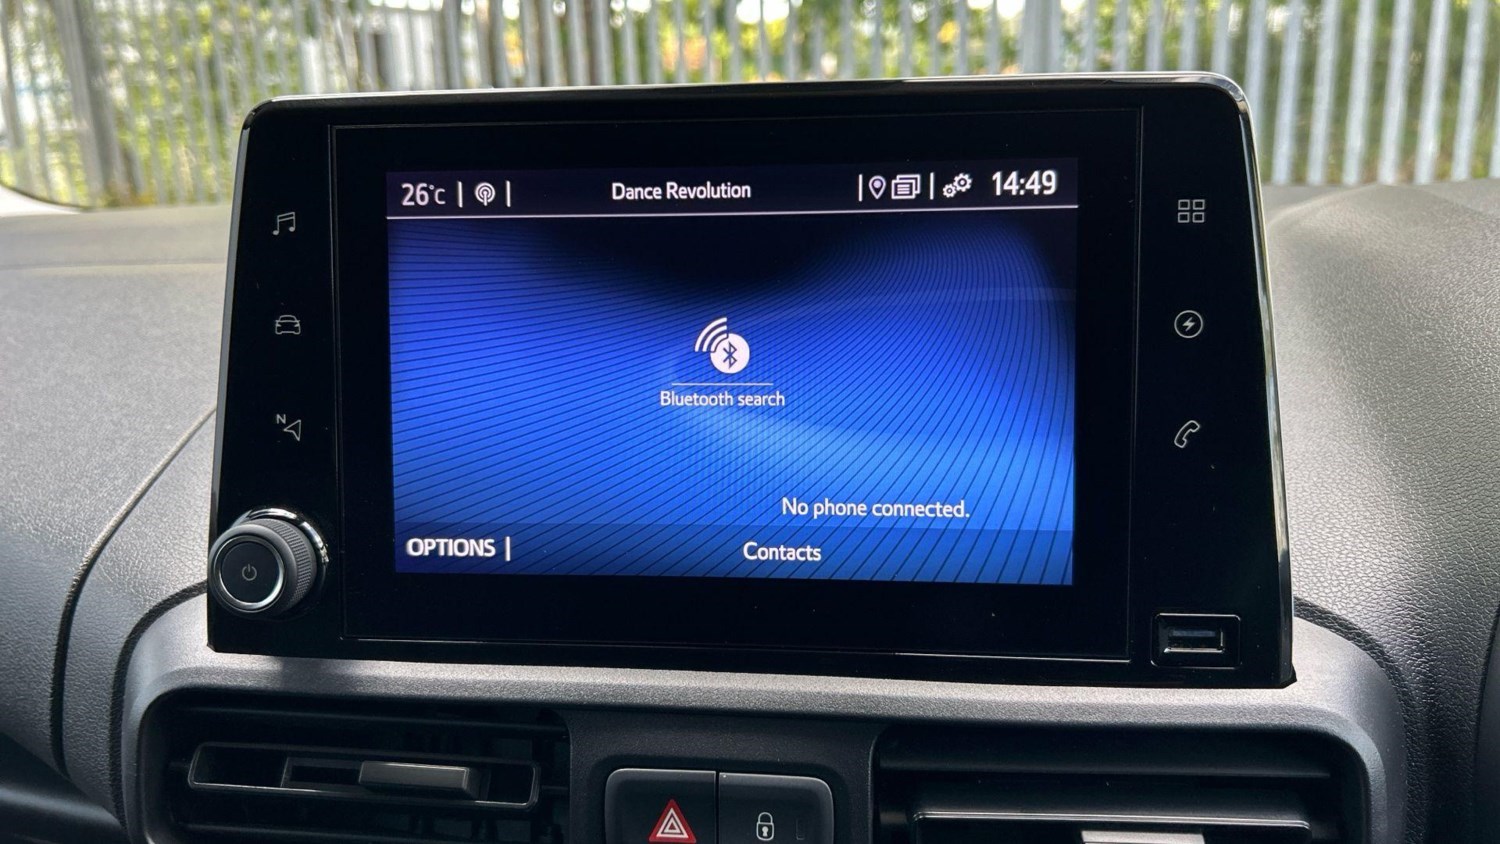 26°C | | Dance Revolution | | 14:49
N
Bluetooth search
No phone connected.
OPTIONS | Contacts